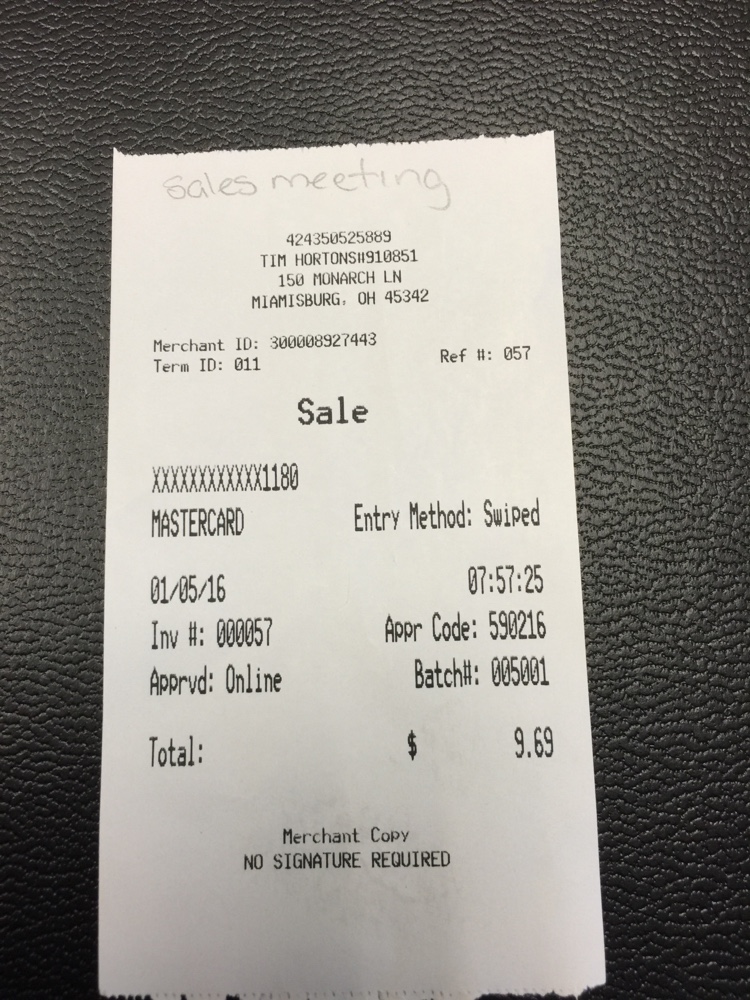 sales meeting
424350525889
TIM HORTONS#910851
150 MONARCH LN
MIAMISBURG, OH 45342
Merchant ID: 300008927443
Term ID: 011 Ref #: 057
Sale
XXXXXXXXXXXX1180
MASTERCARD Entry Method: Swiped
01/05/16 07:57:25
Inv #: 000057 Appr Code: 590216
Apprvd: Online Batch#: 005001
Total: $ 9.69
Merchant Copy
NO SIGNATURE REQUIRED